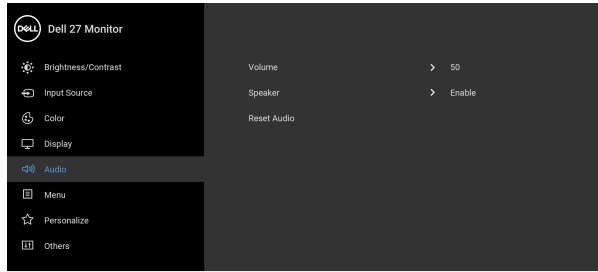 DELL Dell 27 Monitor
Brightness/Contrast
Input Source
Color
Display
Audio
Menu
Personalize
Others
Volume > 50
Speaker > Enable
Reset Audio